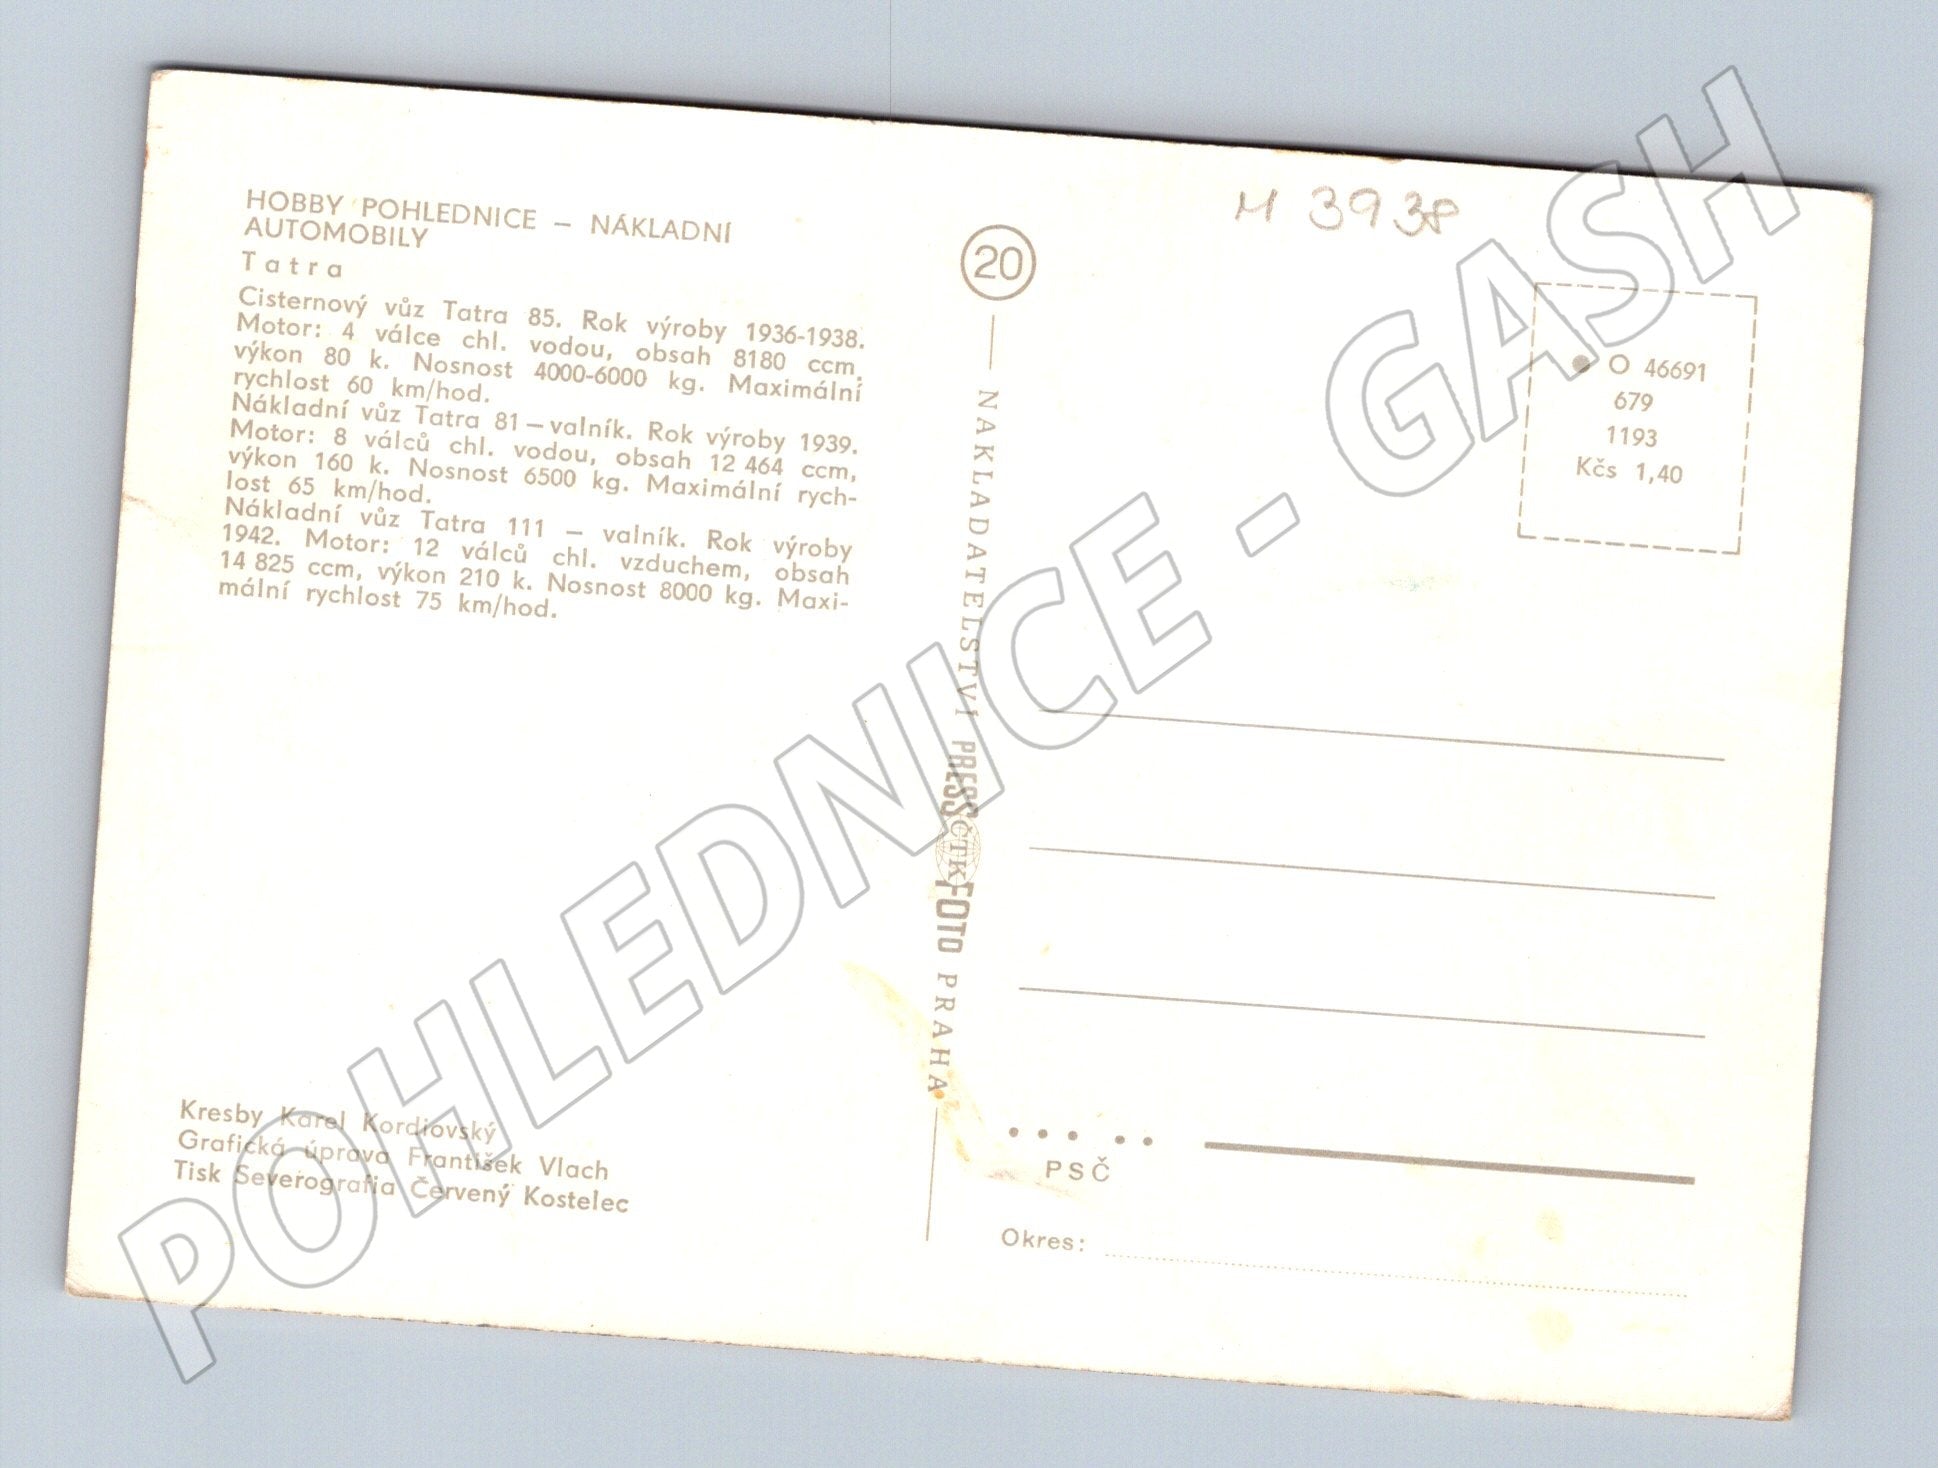 HOBBY POHLEDNICE – NÁKLADNÍ
AUTOMOBILY
Tatra
Cisternový vůz Tatra 85. Rok výroby 1936-1938.
Motor: 4 válce chl. vodou, obsah 8180 ccm,
výkon 80 k. Nosnost 4000-6000 kg. Maximální
rychlost 60 km/hod.
Nákladní vůz Tatra 81 – valník. Rok výroby 1939.
Motor: 8 válců chl. vodou, obsah 12 464 ccm,
výkon 160 k. Nosnost 6500 kg. Maximální rych-
lost 65 km/hod.
Nákladní vůz Tatra 111 – valník. Rok výroby
1942. Motor: 12 válců chl. vzduchem, obsah
14 825 ccm, výkon 210 k. Nosnost 8000 kg. Maxi-
mální rychlost 75 km/hod.
Kresby Karel Kordiovský
Grafická úprava František Vlach
Tisk Severografia Červený Kostelec
20
NAKLADATELSTVÍ PRESSČTKFOTO PRAHA
M 3938
O 46691
679
1193
Kčs 1,40
PSČ
Okres:
POHLEDNICE - GASH